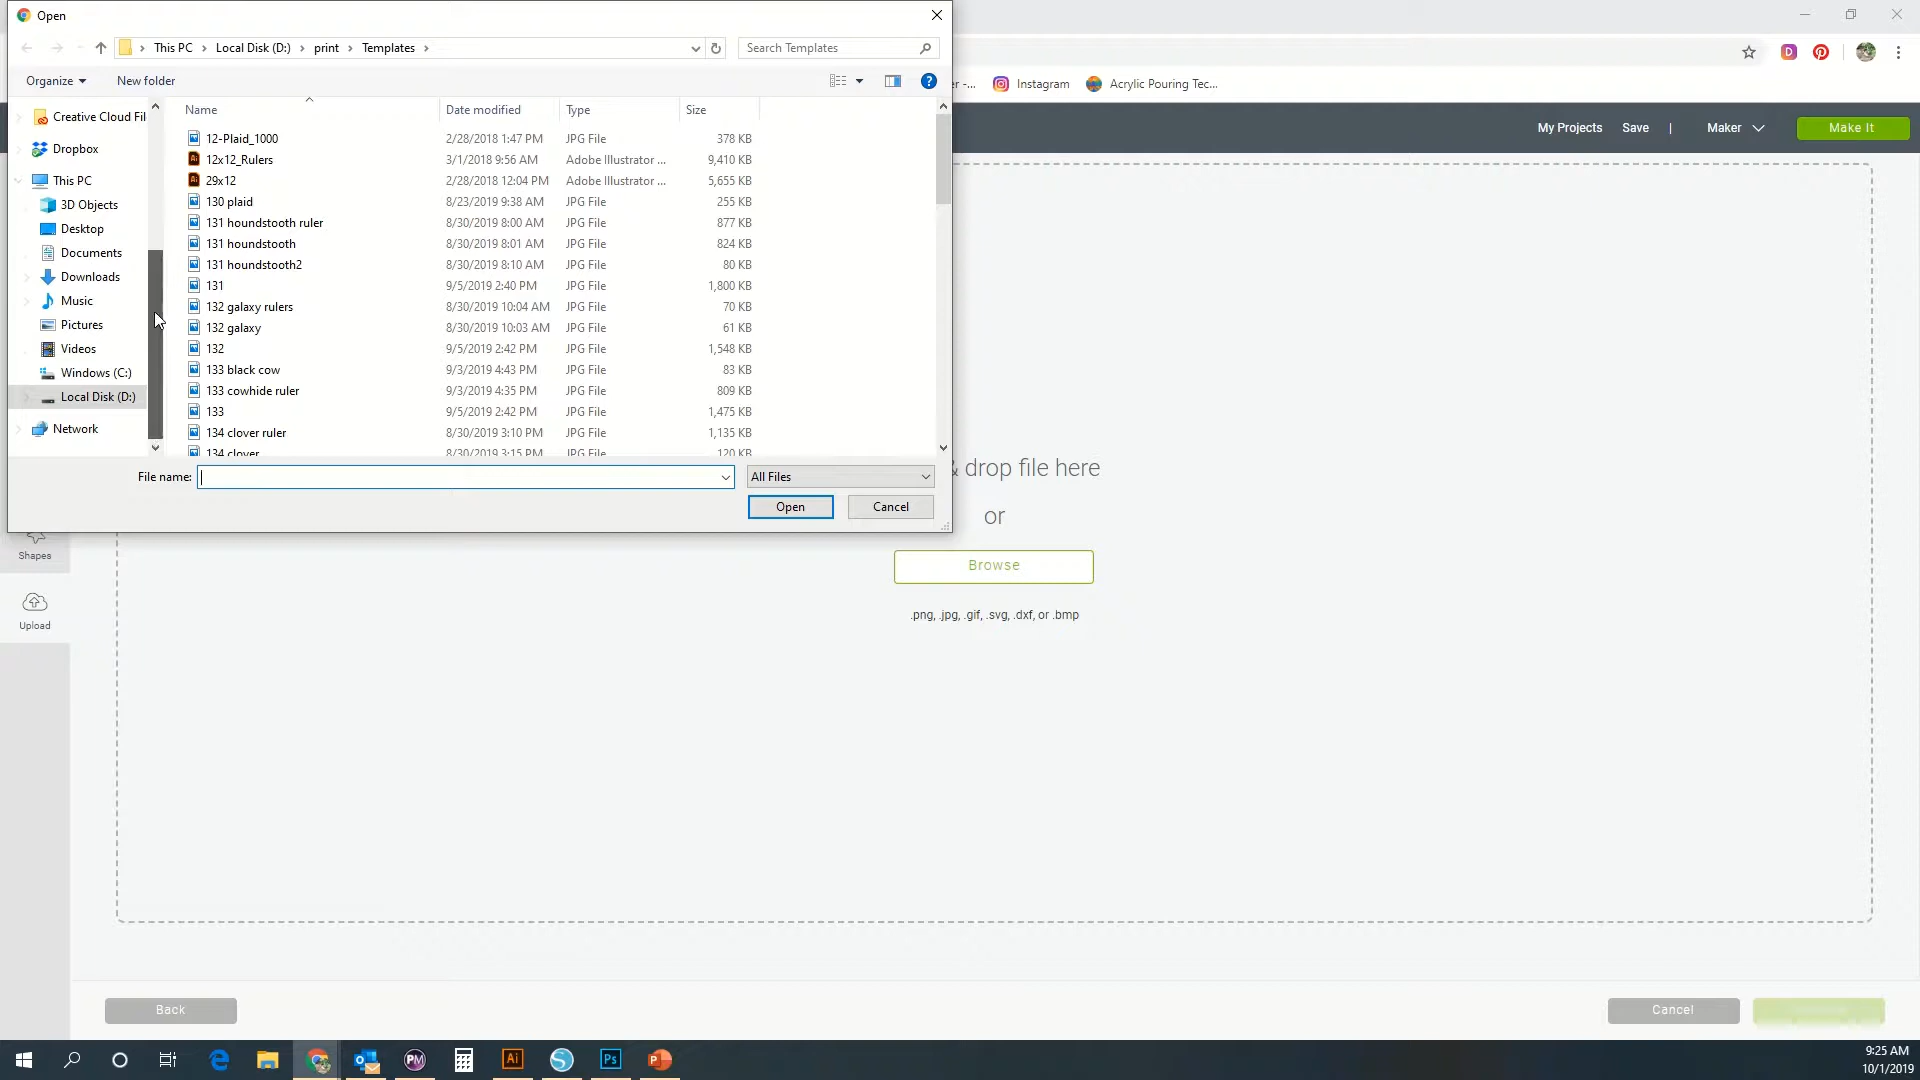 Open
This PC > Local Disk (D:) > print > Templates >
Search Templates
Organize
New folder
Creative Cloud Fil
Dropbox
This PC
3D Objects
Desktop
Documents
Downloads
Music
Pictures
Videos
Windows (C:)
Local Disk (D:)
Network
Name Date modified Type Size
12-Plaid_1000 2/28/2018 1:47 PM JPG File 378 KB
12x12_Rulers 3/1/2018 9:56 AM Adobe Illustrator ... 9,410 KB
29x12 2/28/2018 12:04 PM Adobe Illustrator ... 5,655 KB
130 plaid 8/23/2019 9:38 AM JPG File 255 KB
131 houndstooth ruler 8/30/2019 8:00 AM JPG File 877 KB
131 houndstooth 8/30/2019 8:01 AM JPG File 824 KB
131 houndstooth2 8/30/2019 8:10 AM JPG File 80 KB
131 9/5/2019 2:40 PM JPG File 1,800 KB
132 galaxy rulers 8/30/2019 10:04 AM JPG File 70 KB
132 galaxy 8/30/2019 10:03 AM JPG File 61 KB
132 9/5/2019 2:42 PM JPG File 1,548 KB
133 black cow 9/3/2019 4:43 PM JPG File 83 KB
133 cowhide ruler 9/3/2019 4:35 PM JPG File 809 KB
133 9/5/2019 2:42 PM JPG File 1,475 KB
134 clover ruler 8/30/2019 3:10 PM JPG File 1,135 KB
134 clover 8/30/2019 3:15 PM JPG File 120 KB
File name:
All Files
Open
Cancel
er -...
Instagram
Acrylic Pouring Tec...
My Projects
Save
|
Maker
Make It
& drop file here
or
Browse
.png, .jpg, .gif, .svg, .dxf, or .bmp
Shapes
Upload
Back
Cancel
9:25 AM
10/1/2019